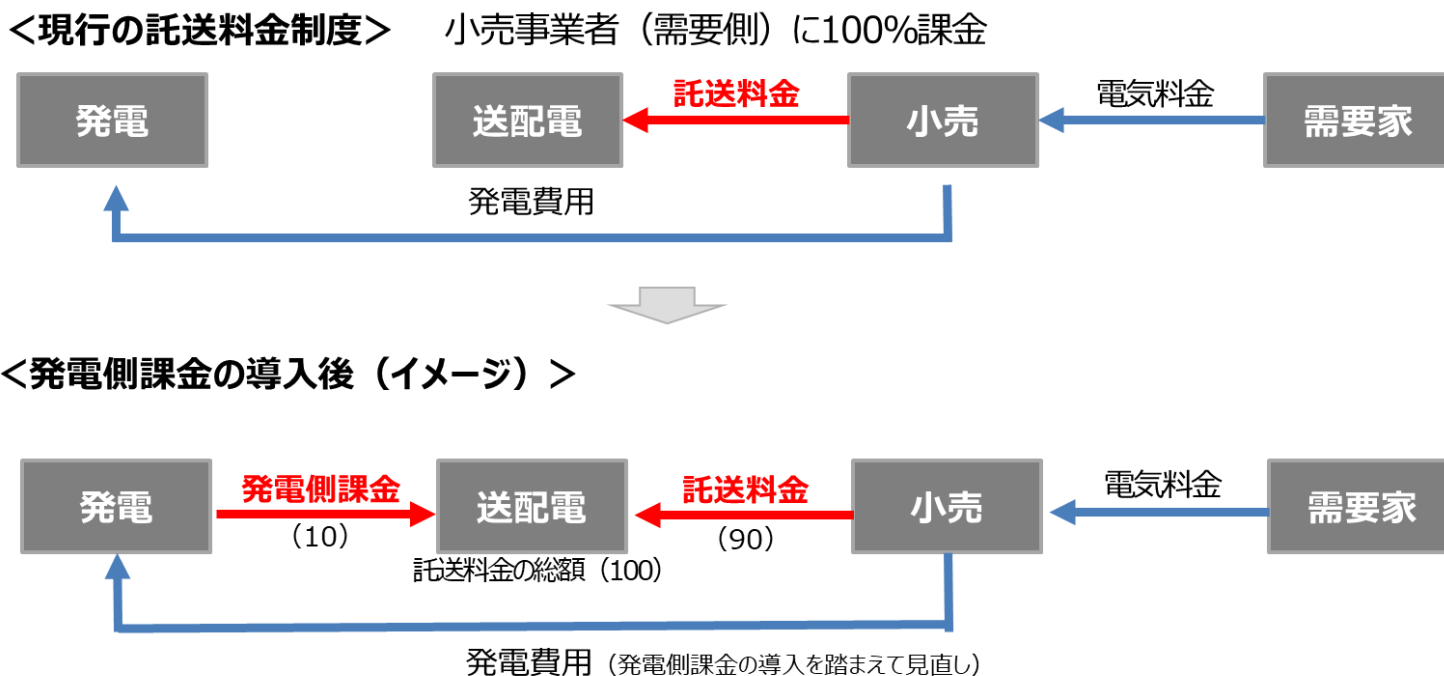 ＜現行の託送料金制度＞ 小売事業者（需要側）に100%課金
発電
送配電
託送料金
小売
電気料金
需要家
発電費用
＜発電側課金の導入後（イメージ）＞
発電
発電側課金
（10）
送配電
託送料金の総額（100）
託送料金
（90）
小売
電気料金
需要家
発電費用（発電側課金の導入を踏まえて見直し）